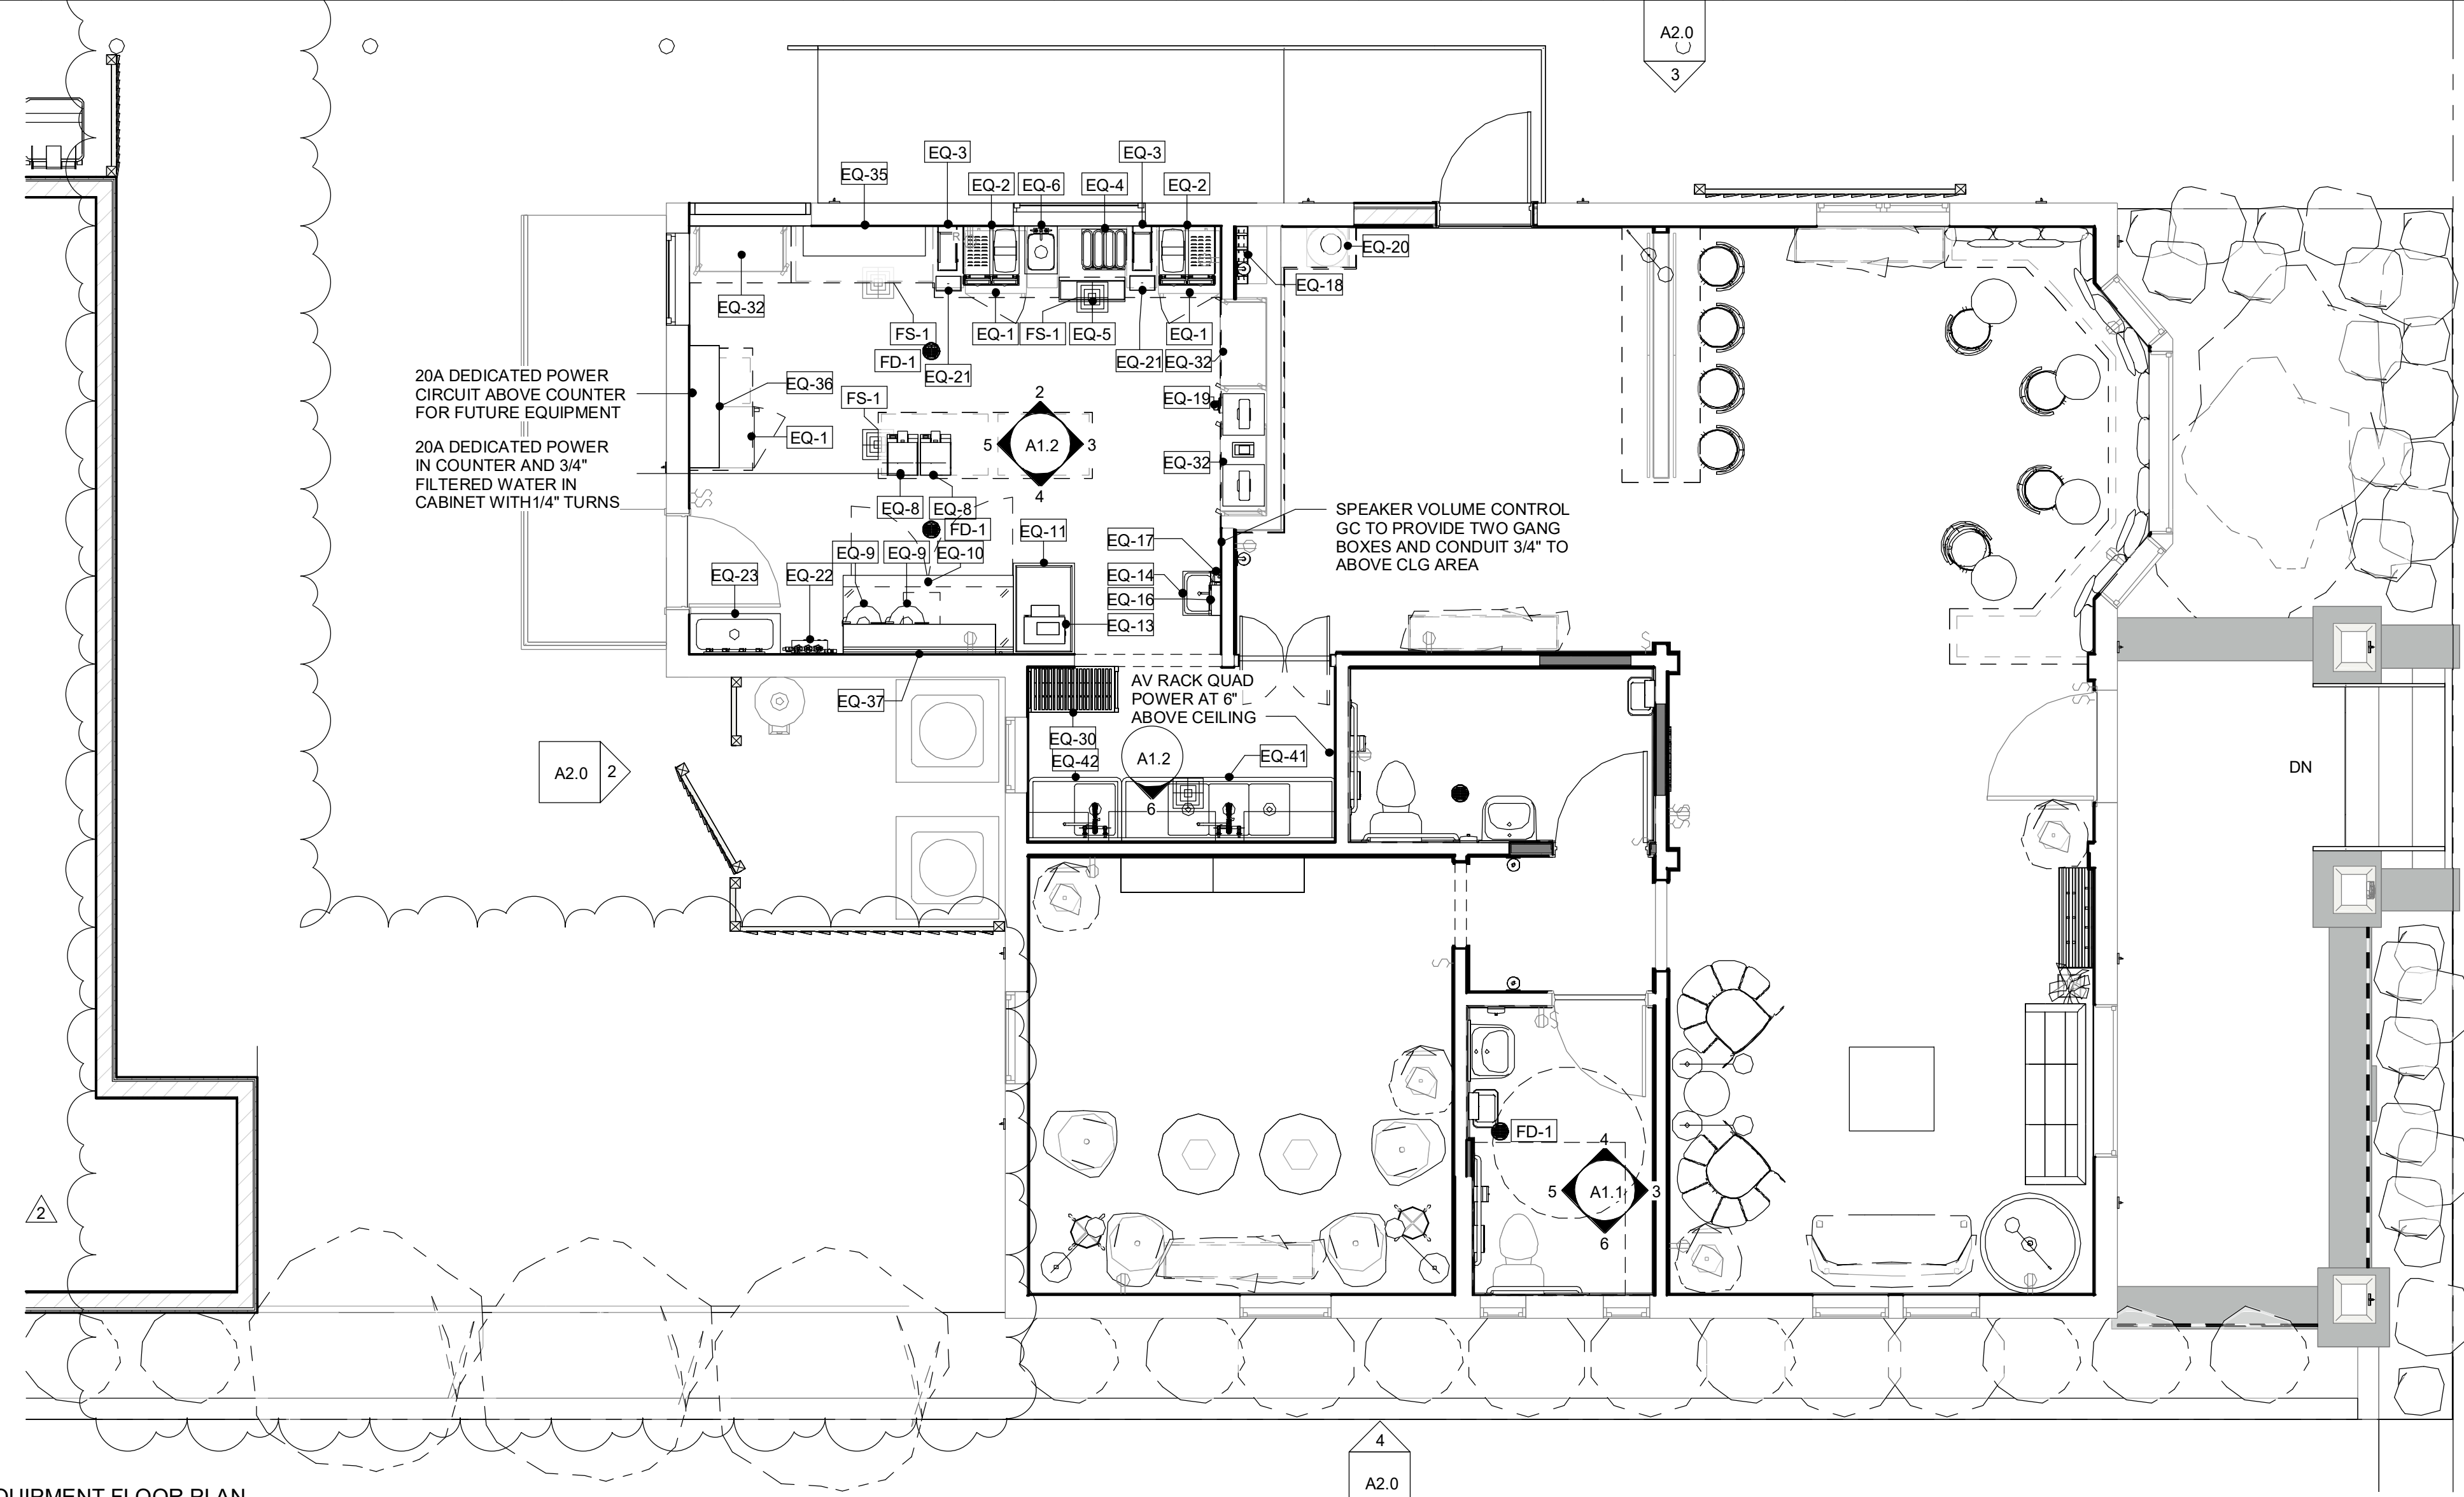 A2.0
3
EQ-3
EQ-3
EQ-35
EQ-2
EQ-6
EQ-4
EQ-2
EQ-20
EQ-18
EQ-32
FS-1
EQ-1
FS-1
EQ-5
EQ-1
FD-1
EQ-21
EQ-21
EQ-32
20A DEDICATED POWER
CIRCUIT ABOVE COUNTER
FOR FUTURE EQUIPMENT
EQ-36
FS-1
EQ-19
2
5
A1.2
3
4
EQ-1
20A DEDICATED POWER
IN COUNTER AND 3/4"
FILTERED WATER IN
CABINET WITH1/4" TURNS
EQ-32
EQ-8
EQ-8
FD-1
EQ-11
SPEAKER VOLUME CONTROL
GC TO PROVIDE TWO GANG
BOXES AND CONDUIT 3/4" TO
ABOVE CLG AREA
EQ-17
EQ-9
EQ-9
EQ-10
EQ-23
EQ-22
EQ-14
EQ-16
EQ-13
EQ-37
AV RACK QUAD
POWER AT 6"
ABOVE CEILING
EQ-30
EQ-42
A1.2
6
EQ-41
A2.0
2
DN
FD-1
4
5
A1.1
3
6
2
4
A2.0
QUIPMENT FLOOR PLAN